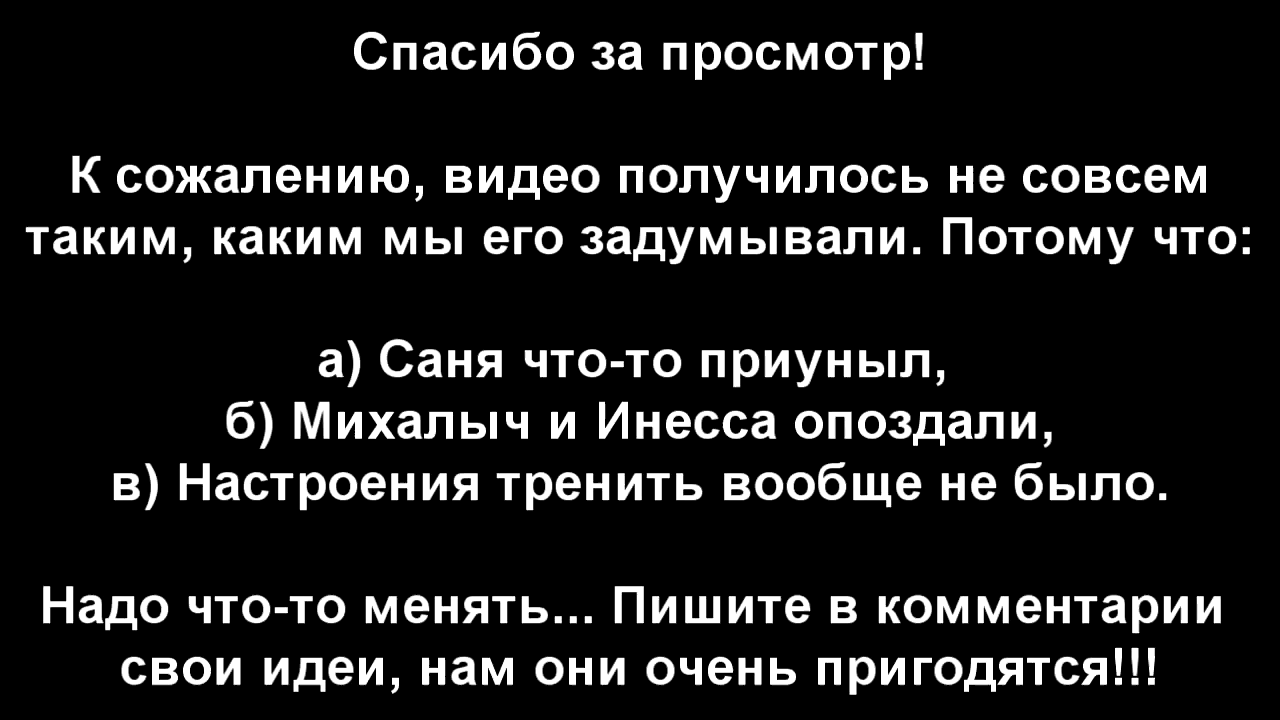 Спасибо за просмотр!
К сожалению, видео получилось не совсем
таким, каким мы его задумывали. Потому что:
а) Саня что-то приуныл,
б) Михалыч и Инесса опоздали,
в) Настроения тренить вообще не было.
Надо что-то менять... Пишите в комментарии
свои идеи, нам они очень пригодятся!!!